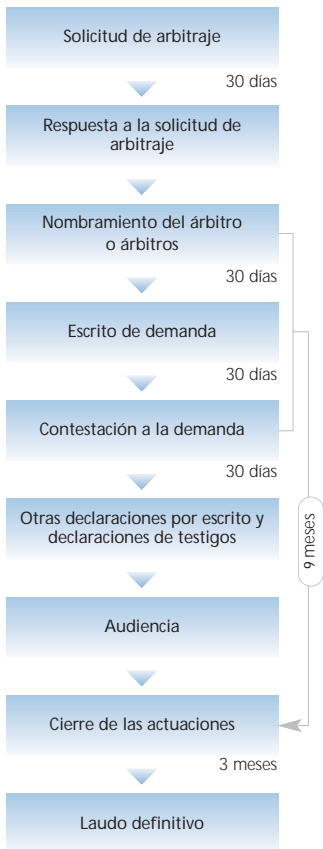 Solicitud de arbitraje
30 días
Respuesta a la solicitud de
arbitraje
Nombramiento del árbitro
o árbitros
30 días
Escrito de demanda
30 días
Contestación a la demanda
30 días
Otras declaraciones por escrito y
declaraciones de testigos
9 meses
Audiencia
Cierre de las actuaciones
3 meses
Laudo definitivo